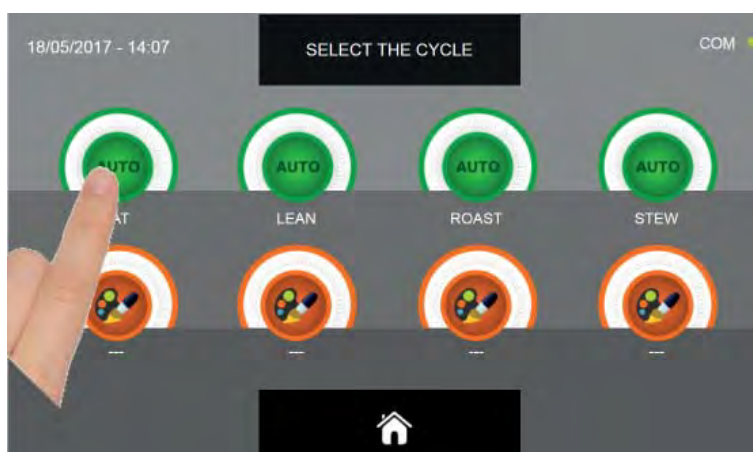 18/05/2017 - 14:07
SELECT THE CYCLE
COM
AUTO
AUTO
AUTO
AUTO
LEAN
ROAST
STEW
---
---
---
---